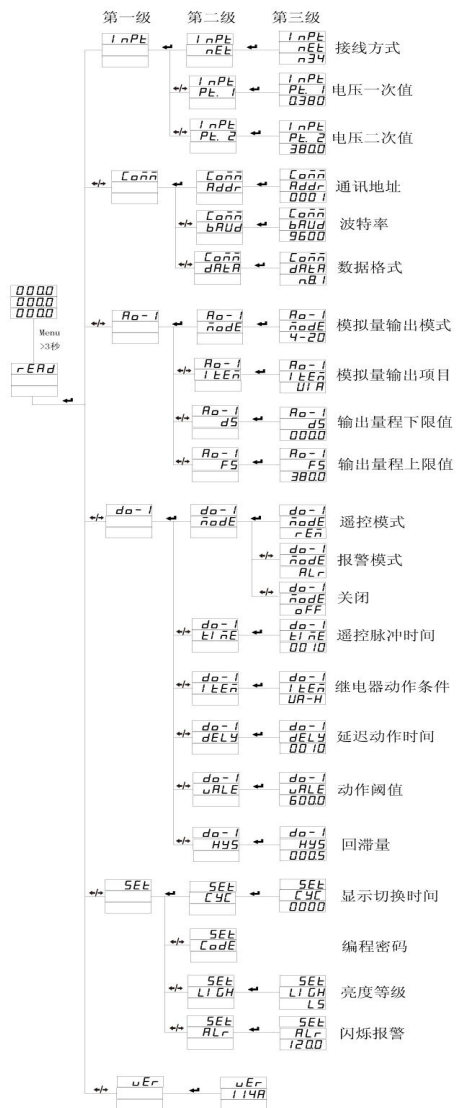 第一级 第二级 第三级
InPt InPt InPt
nEt nEt
n34 接线方式
InPt InPt
Pt. 1 Pt. 1
0.380 电压一次值
InPt InPt
Pt. 2 Pt. 2
380.0 电压二次值
Conn Conn Conn
Addr Addr
0001 通讯地址
Conn Conn
bAUd bAUd
9600 波特率
Conn Conn
dAtA dAtA
n.8.1 数据格式
000.0
000.0
000.0
Menu
>3秒
rEAd
Ao-1 Ao-1 Ao-1
nodE nodE
4-20 模拟量输出模式
Ao-1 Ao-1
ItEn ItEn
U1A 模拟量输出项目
Ao-1 Ao-1
dS dS
000.0 输出量程下限值
Ao-1 Ao-1
FS FS
380.0 输出量程上限值
do-1 do-1 do-1
nodE nodE
rEn 遥控模式
do-1
nodE
ALr 报警模式
do-1
nodE
oFF 关闭
do-1 do-1
tInE tInE
0010 遥控脉冲时间
do-1 do-1
ItEn ItEn
UA-H 继电器动作条件
do-1 do-1
dELy dELy
0010 延迟动作时间
do-1 do-1
uALE uALE
600.0 动作阈值
do-1 do-1
HyS HyS
000.5 回滞量
SEt SEt SEt
CyC CyC
0000 显示切换时间
SEt
CodE 编程密码
SEt SEt
LIGH LIGH
L5 亮度等级
SEt SEt
ALr ALr
120.0 闪烁报警
uEr uEr
114A